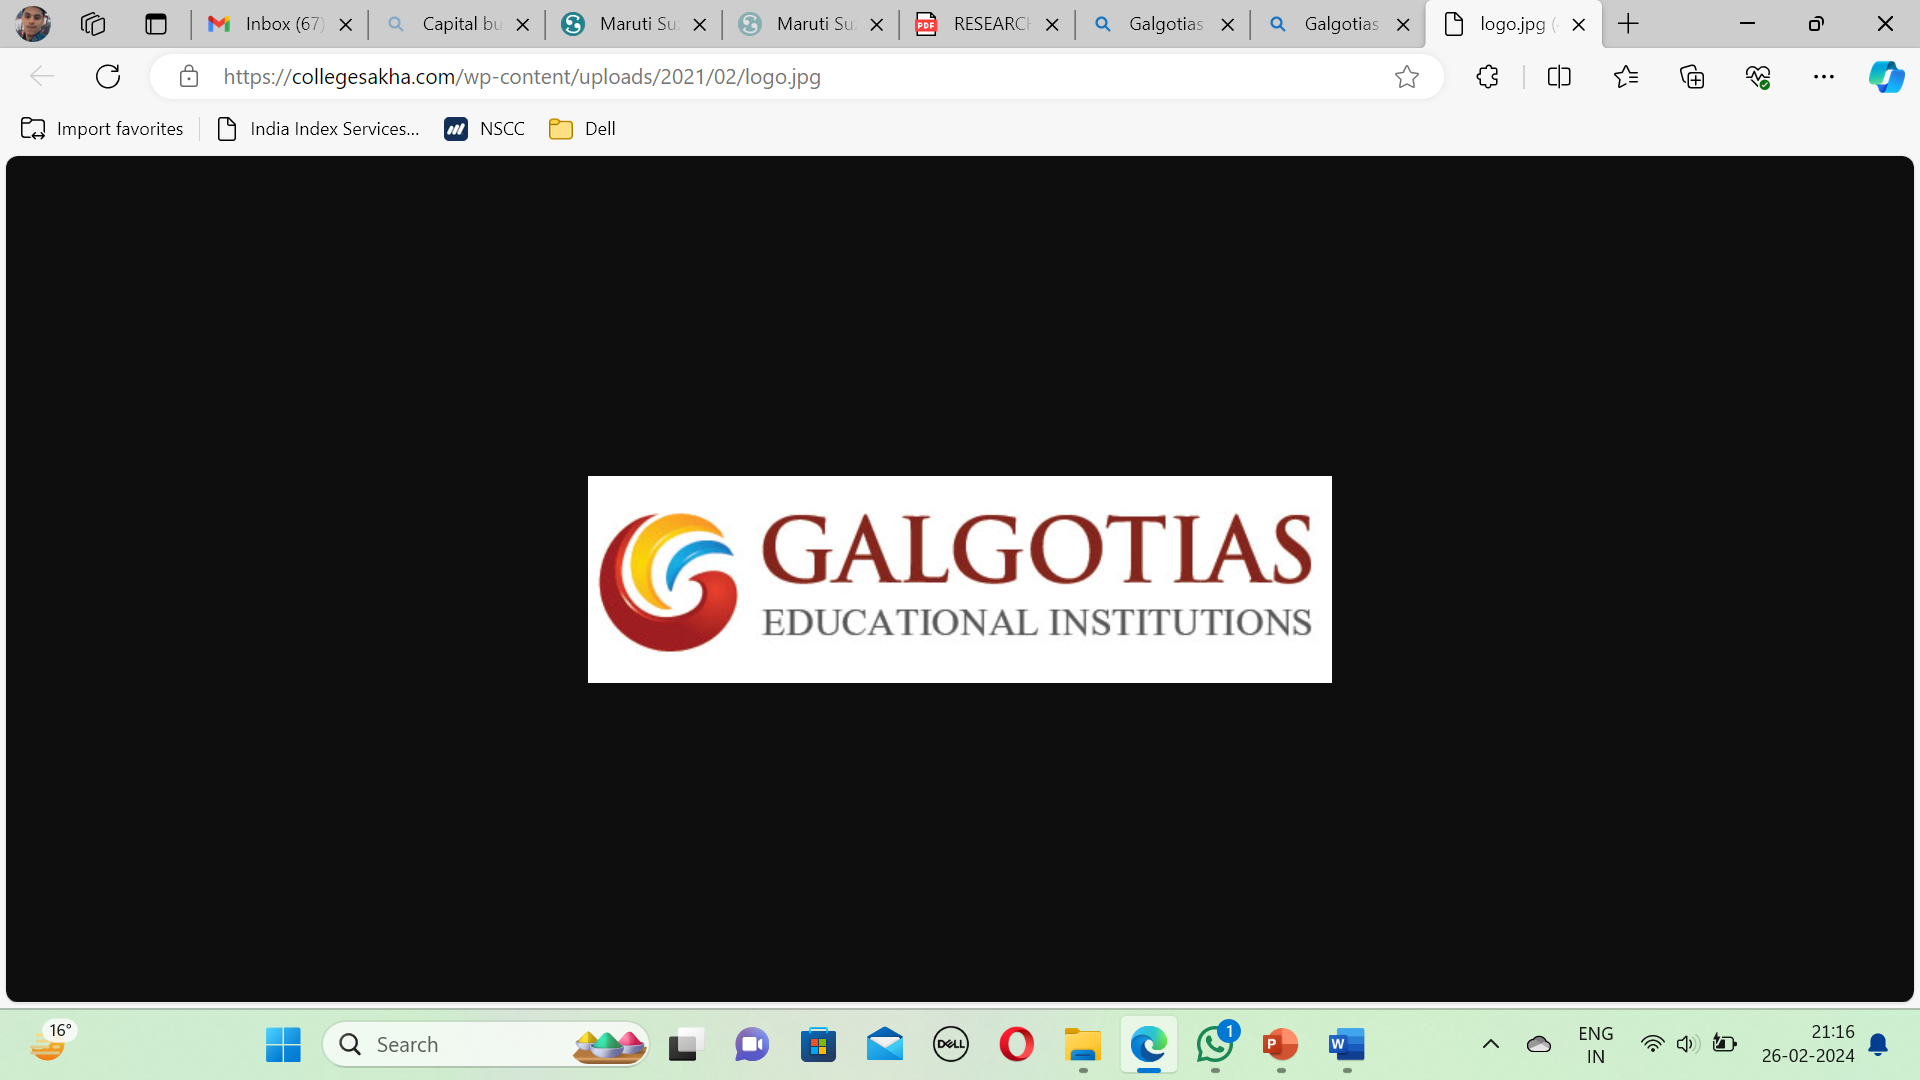 Inbox (67)
Capital bu
Maruti Su
Maruti Su
RESEARCH
Galgotias
Galgotias
logo.jpg
https://collegesakha.com/wp-content/uploads/2021/02/logo.jpg
Import favorites
India Index Services...
NSCC
Dell
GALGOTIAS
EDUCATIONAL INSTITUTIONS
16°
Search
DELL
1
P
W
ENG
IN
21:16
26-02-2024